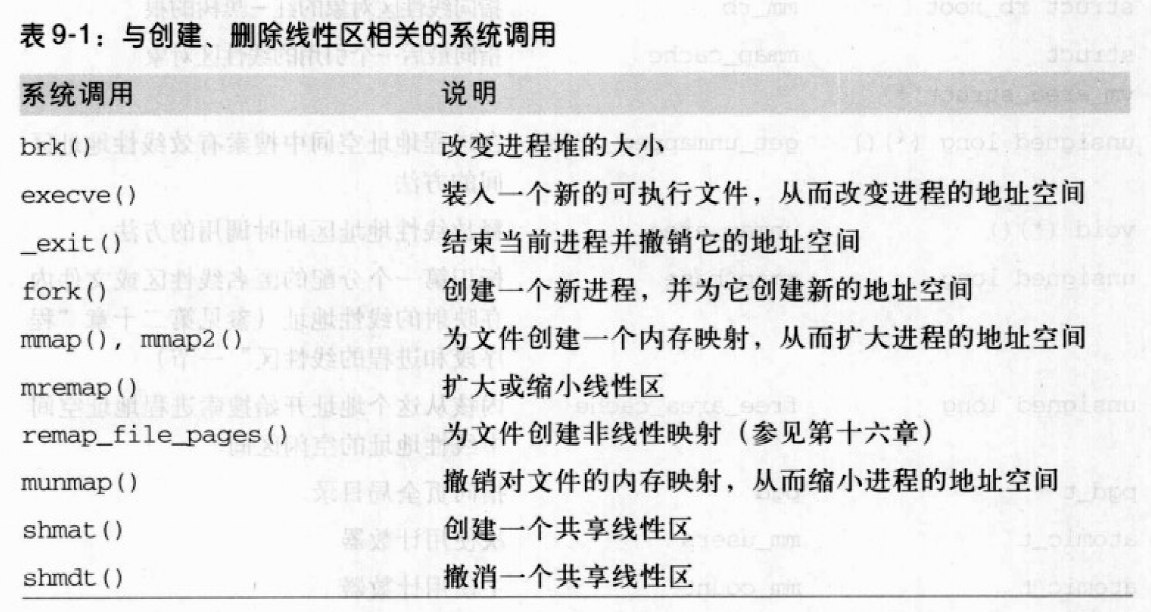 表 9-1：与创建、删除线性区相关的系统调用
系统调用 说明
brk() 改变进程堆的大小
execve() 装入一个新的可执行文件，从而改变进程的地址空间
_exit() 结束当前进程并撤销它的地址空间
fork() 创建一个新进程，并为它创建新的地址空间
mmap(), mmap2() 为文件创建一个内存映射，从而扩大进程的地址空间
mremap() 扩大或缩小线性区
remap_file_pages() 为文件创建非线性映射（参见第十六章）
munmap() 撤销对文件的内存映射，从而缩小进程的地址空间
shmat() 创建一个共享线性区
shmdt() 撤消一个共享线性区